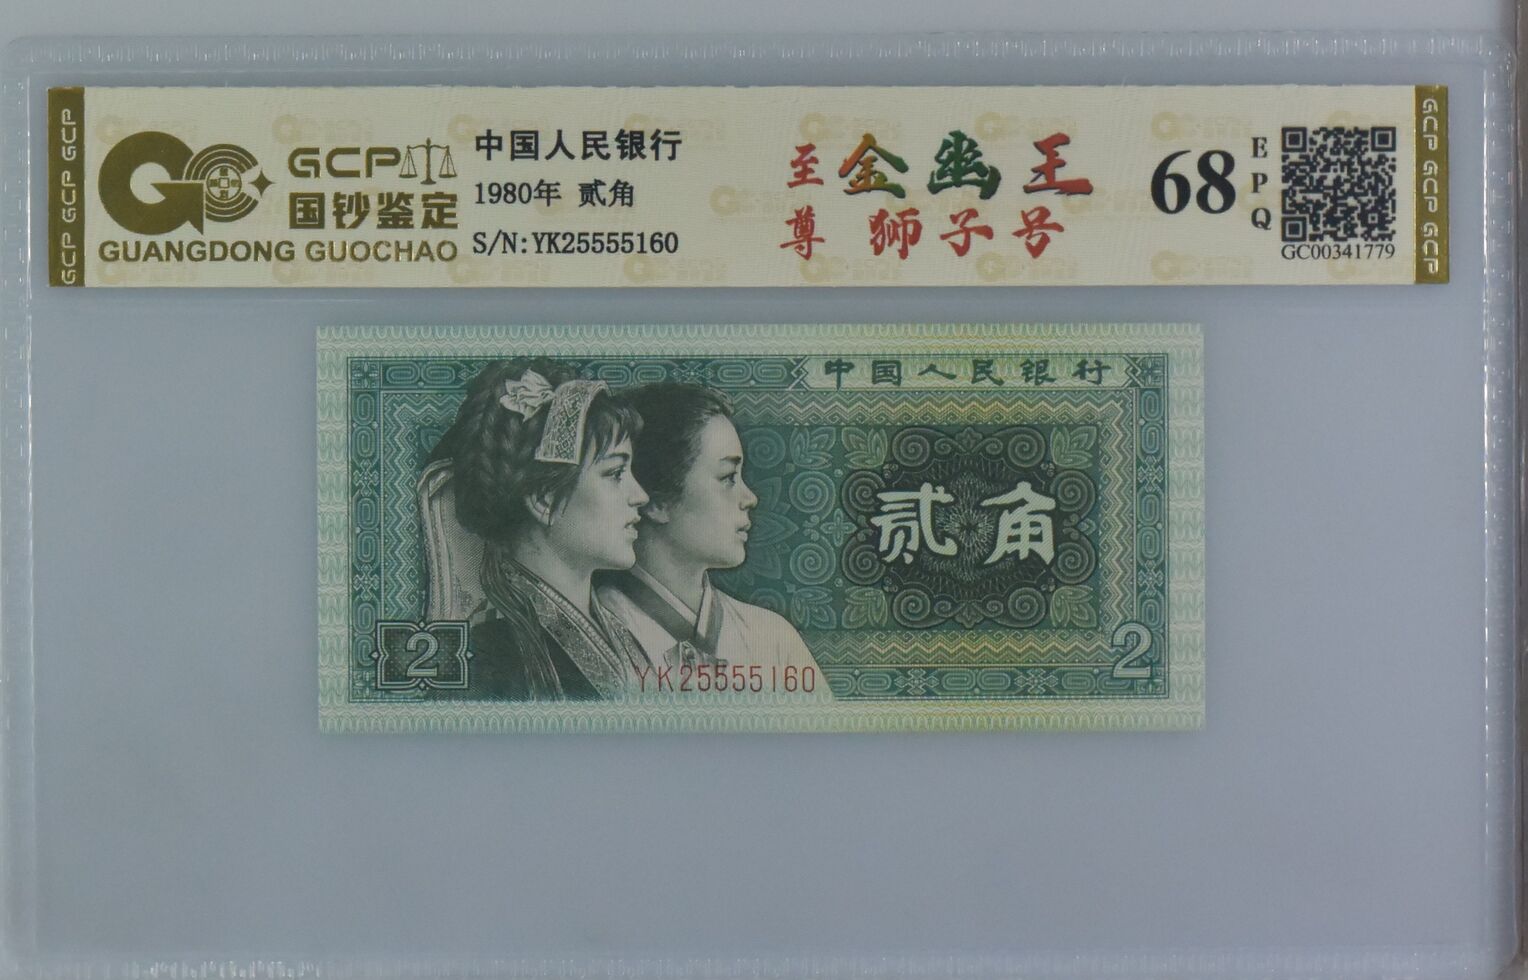 GCP GCP GCP
GCP
国钞鉴定
GUANGDONG GUOCHAO
中国人民银行
1980年 贰角
S/N:YK25555160
至尊
金幽王
狮子号
68
EPQ
GC00341779
GCP GCP GCP
中国人民银行
贰角
2
YK25555160
2